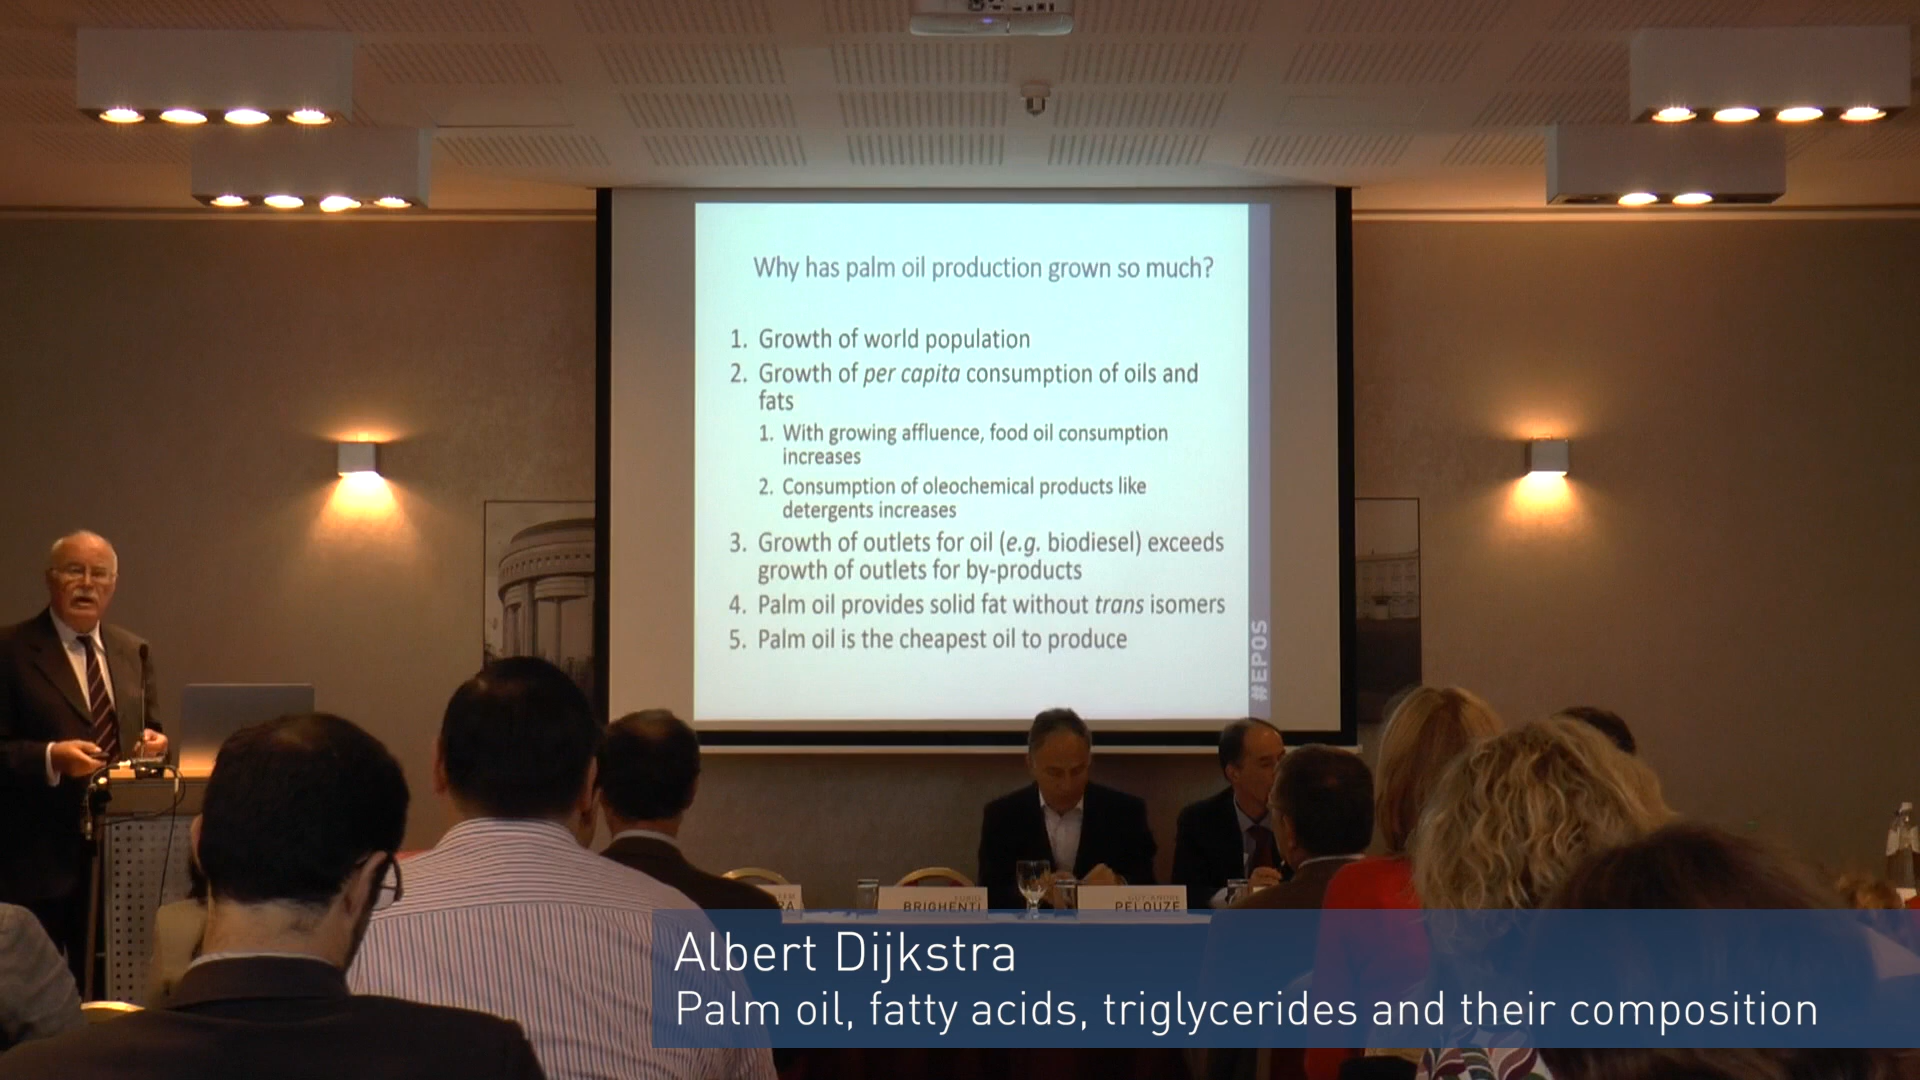 Why has palm oil production grown so much?
1. Growth of world population
2. Growth of per capita consumption of oils and
fats
1. With growing affluence, food oil consumption
increases
2. Consumption of oleochemical products like
detergents increases
3. Growth of outlets for oil (e.g. biodiesel) exceeds
growth of outlets for by-products
4. Palm oil provides solid fat without trans isomers
5. Palm oil is the cheapest oil to produce
#EPOS
BRIGHENTI
PELOUZE
Albert Dijkstra
Palm oil, fatty acids, triglycerides and their composition